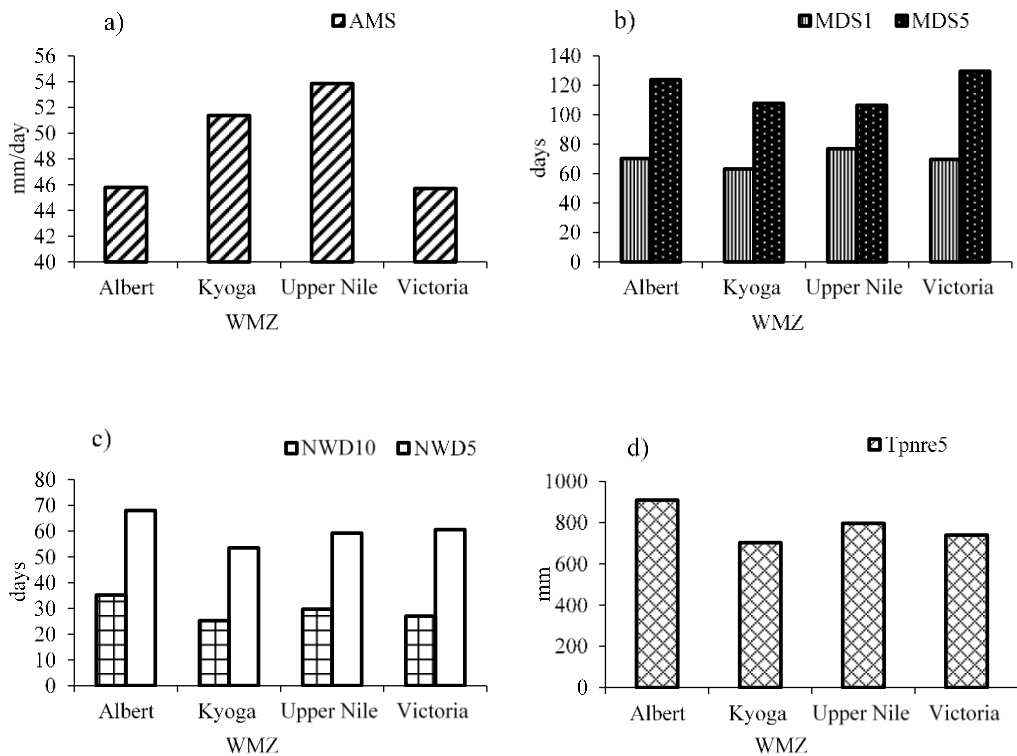 a)
AMS
56
54
52
50
48
46
44
42
40
mm/day
Albert Kyoga Upper Nile Victoria
WMZ
b)
MDS1 MDS5
140
120
100
80
60
40
20
0
days
Albert Kyoga Upper Nile Victoria
WMZ
c)
NWD10 NWD5
80
70
60
50
40
30
20
10
0
days
Albert Kyoga Upper Nile Victoria
WMZ
d)
Tpnre5
1000
800
600
400
200
0
mm
Albert Kyoga Upper Nile Victoria
WMZ